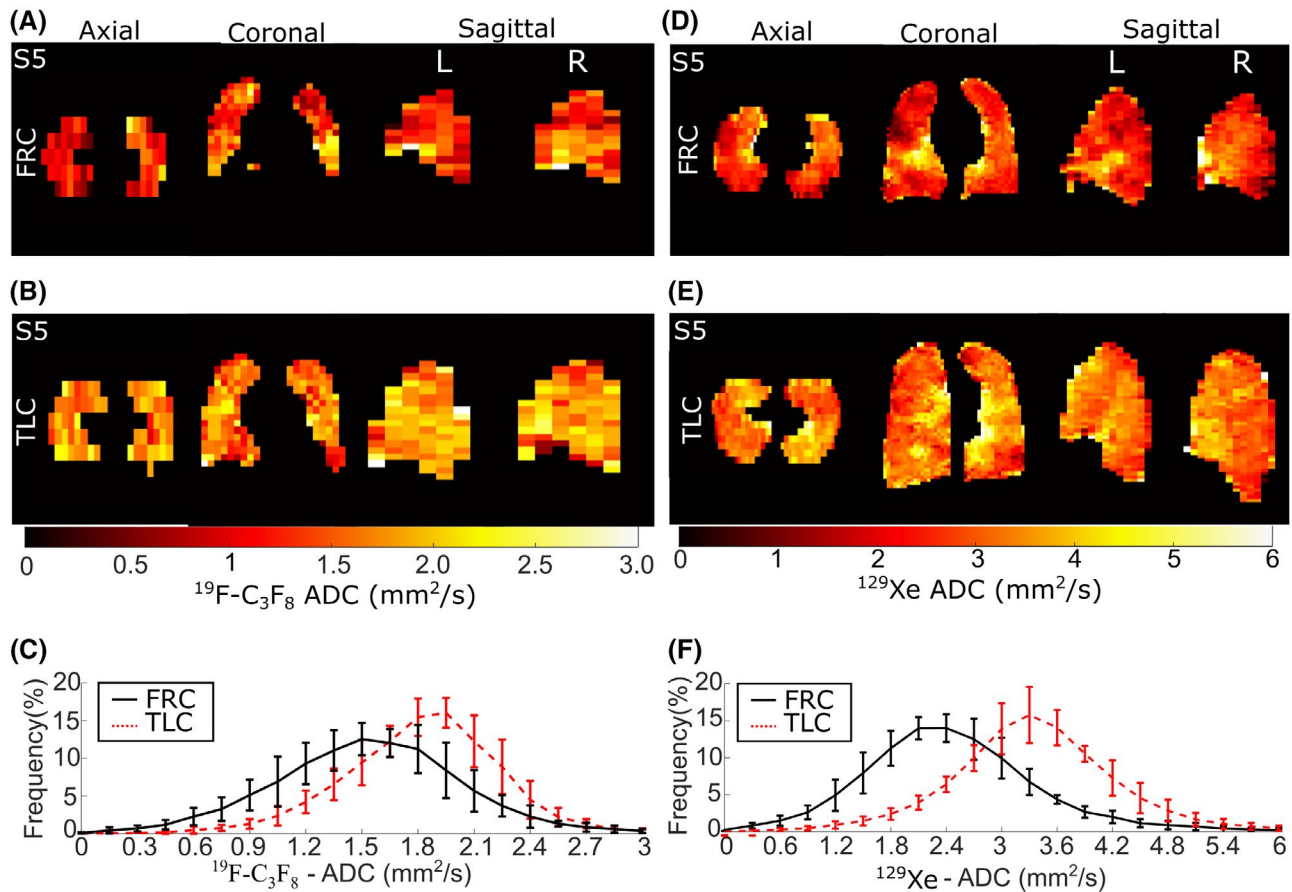 (A)
Axial Coronal Sagittal
S5 L R
FRC
(B)
S5
TLC
0 0.5 1 1.5 2.0 2.5 3.0
¹⁹F-C₃F₈ ADC (mm²/s)
(C)
Frequency(%)
20
15
10
5
0
FRC
TLC
0 0.3 0.6 0.9 1.2 1.5 1.8 2.1 2.4 2.7 3
¹⁹F-C₃F₈ - ADC (mm²/s)
(D)
Axial Coronal Sagittal
S5 L R
FRC
(E)
S5
TLC
0 1 2 3 4 5 6
¹²⁹Xe ADC (mm²/s)
(F)
Frequency(%)
20
15
10
5
0
FRC
TLC
0 0.6 1.2 1.8 2.4 3 3.6 4.2 4.8 5.4 6
¹²⁹Xe - ADC (mm²/s)